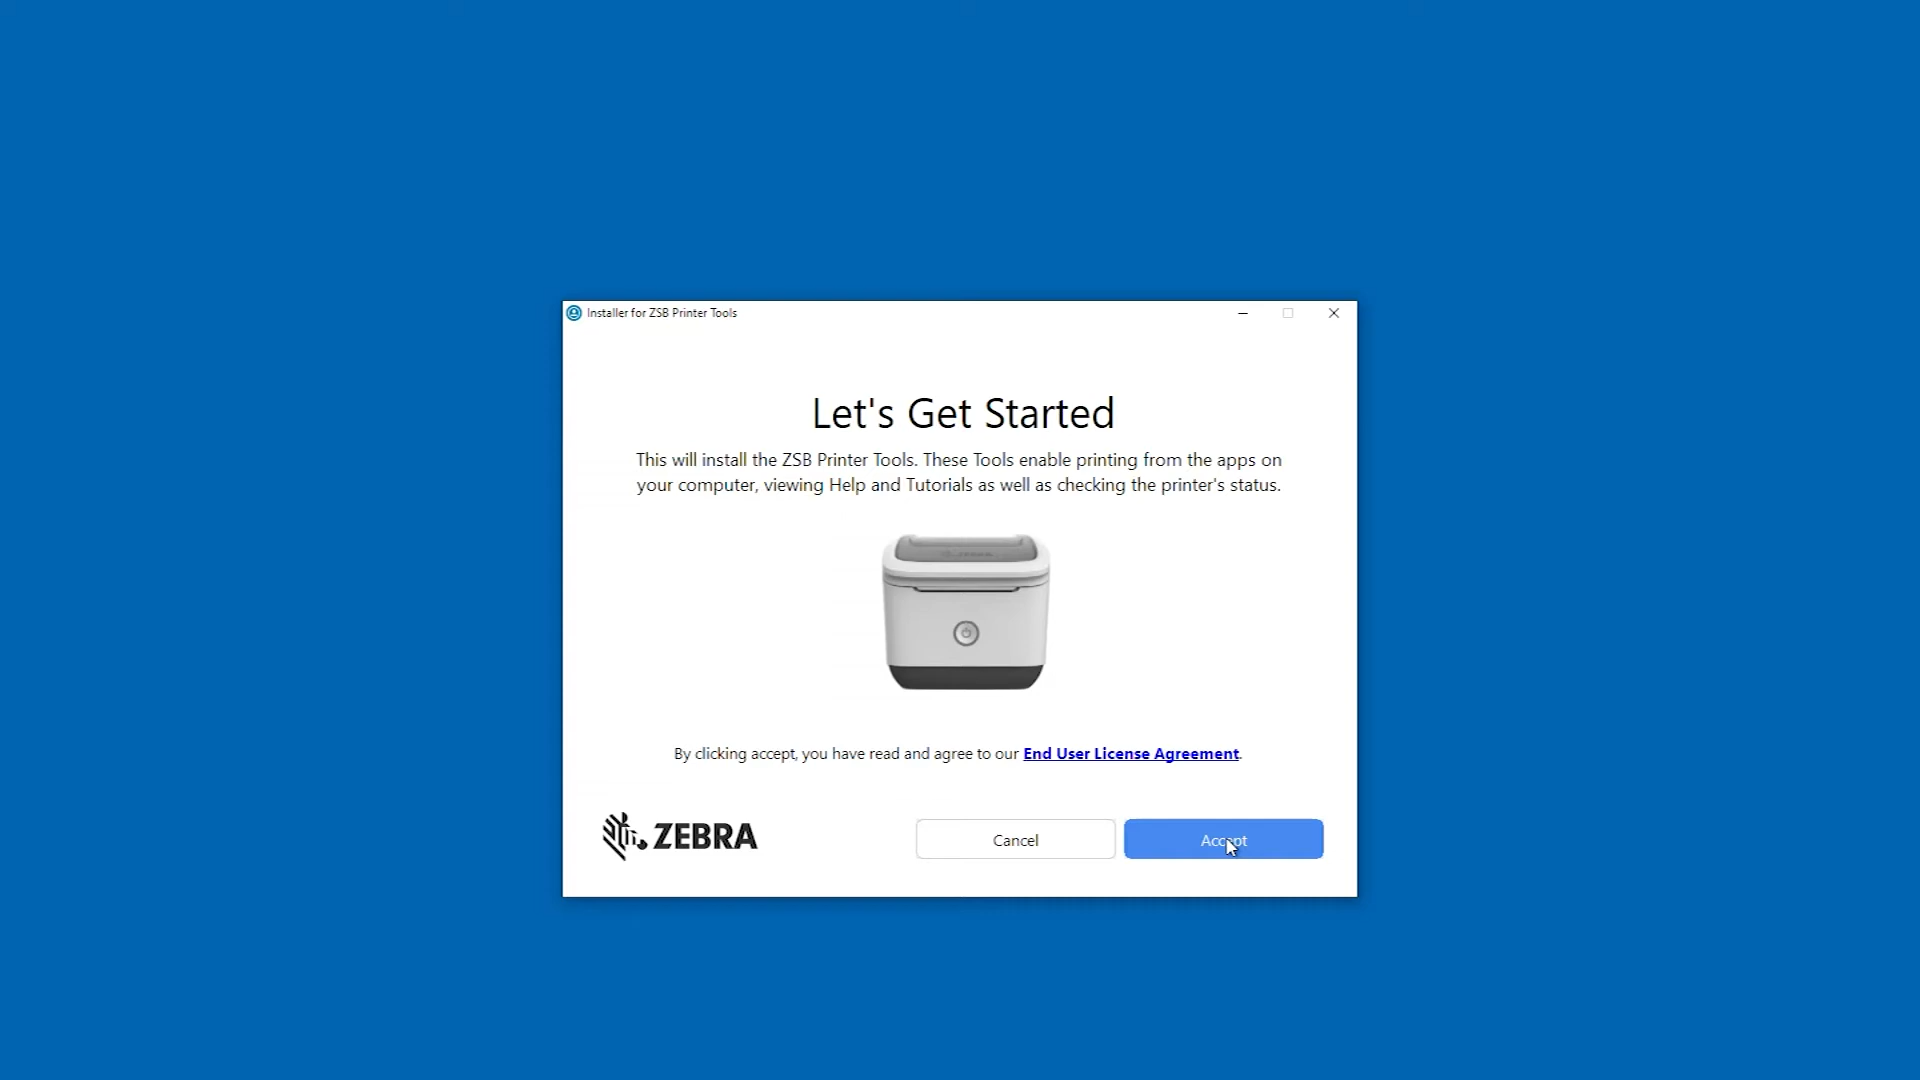 Installer for ZSB Printer Tools
Let's Get Started
This will install the ZSB Printer Tools. These Tools enable printing from the apps on
your computer, viewing Help and Tutorials as well as checking the printer's status.
By clicking accept, you have read and agree to our End User License Agreement.
ZEBRA
Cancel
Accept